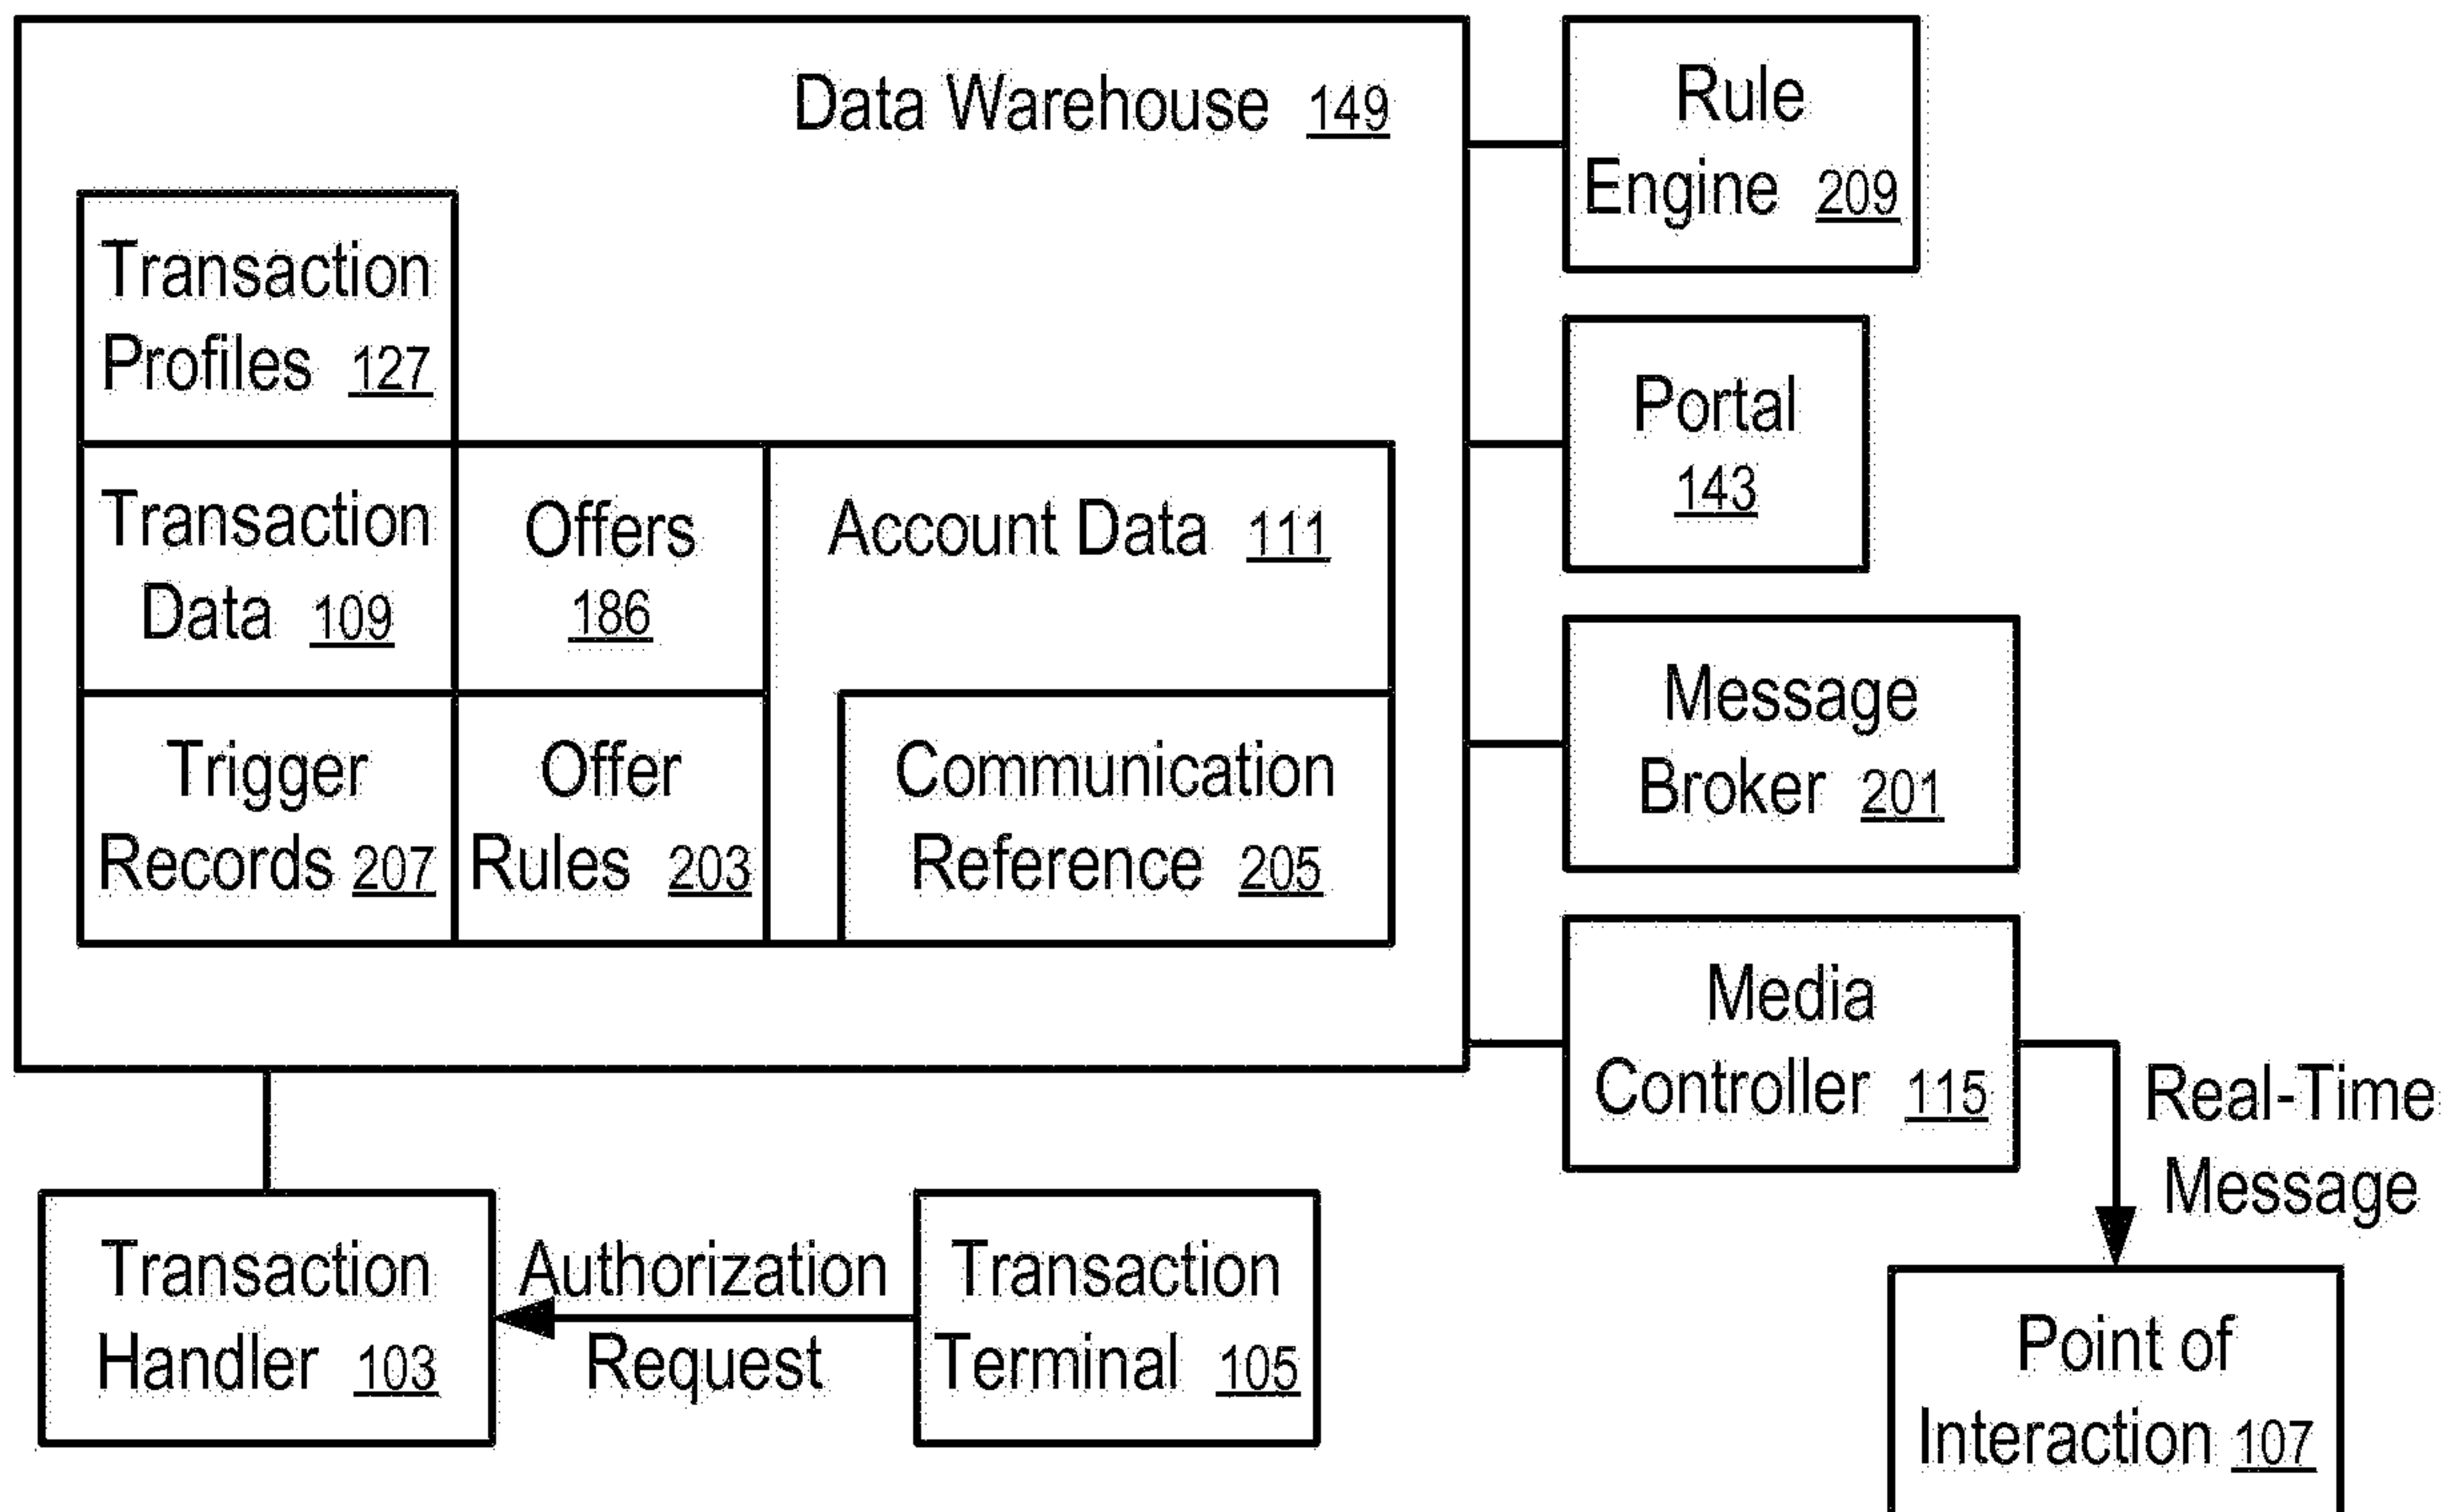 Data Warehouse 149
Rule
Engine 209
Transaction
Profiles 127
Portal
143
Transaction
Data 109
Offers
186
Account Data 111
Message
Broker 201
Trigger
Records 207
Offer
Rules 203
Communication
Reference 205
Media
Controller 115
Real-Time
Message
Transaction
Handler 103
Authorization
Request
Transaction
Terminal 105
Point of
Interaction 107